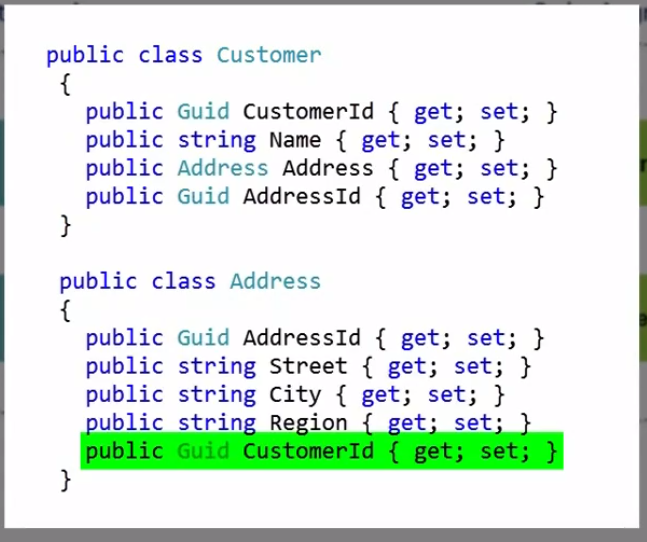 public class Customer
{
public Guid CustomerId { get; set; }
public string Name { get; set; }
public Address Address { get; set; }
public Guid AddressId { get; set; }
}
public class Address
{
public Guid AddressId { get; set; }
public string Street { get; set; }
public string City { get; set; }
public string Region { get; set; }
public Guid CustomerId { get; set; }
}